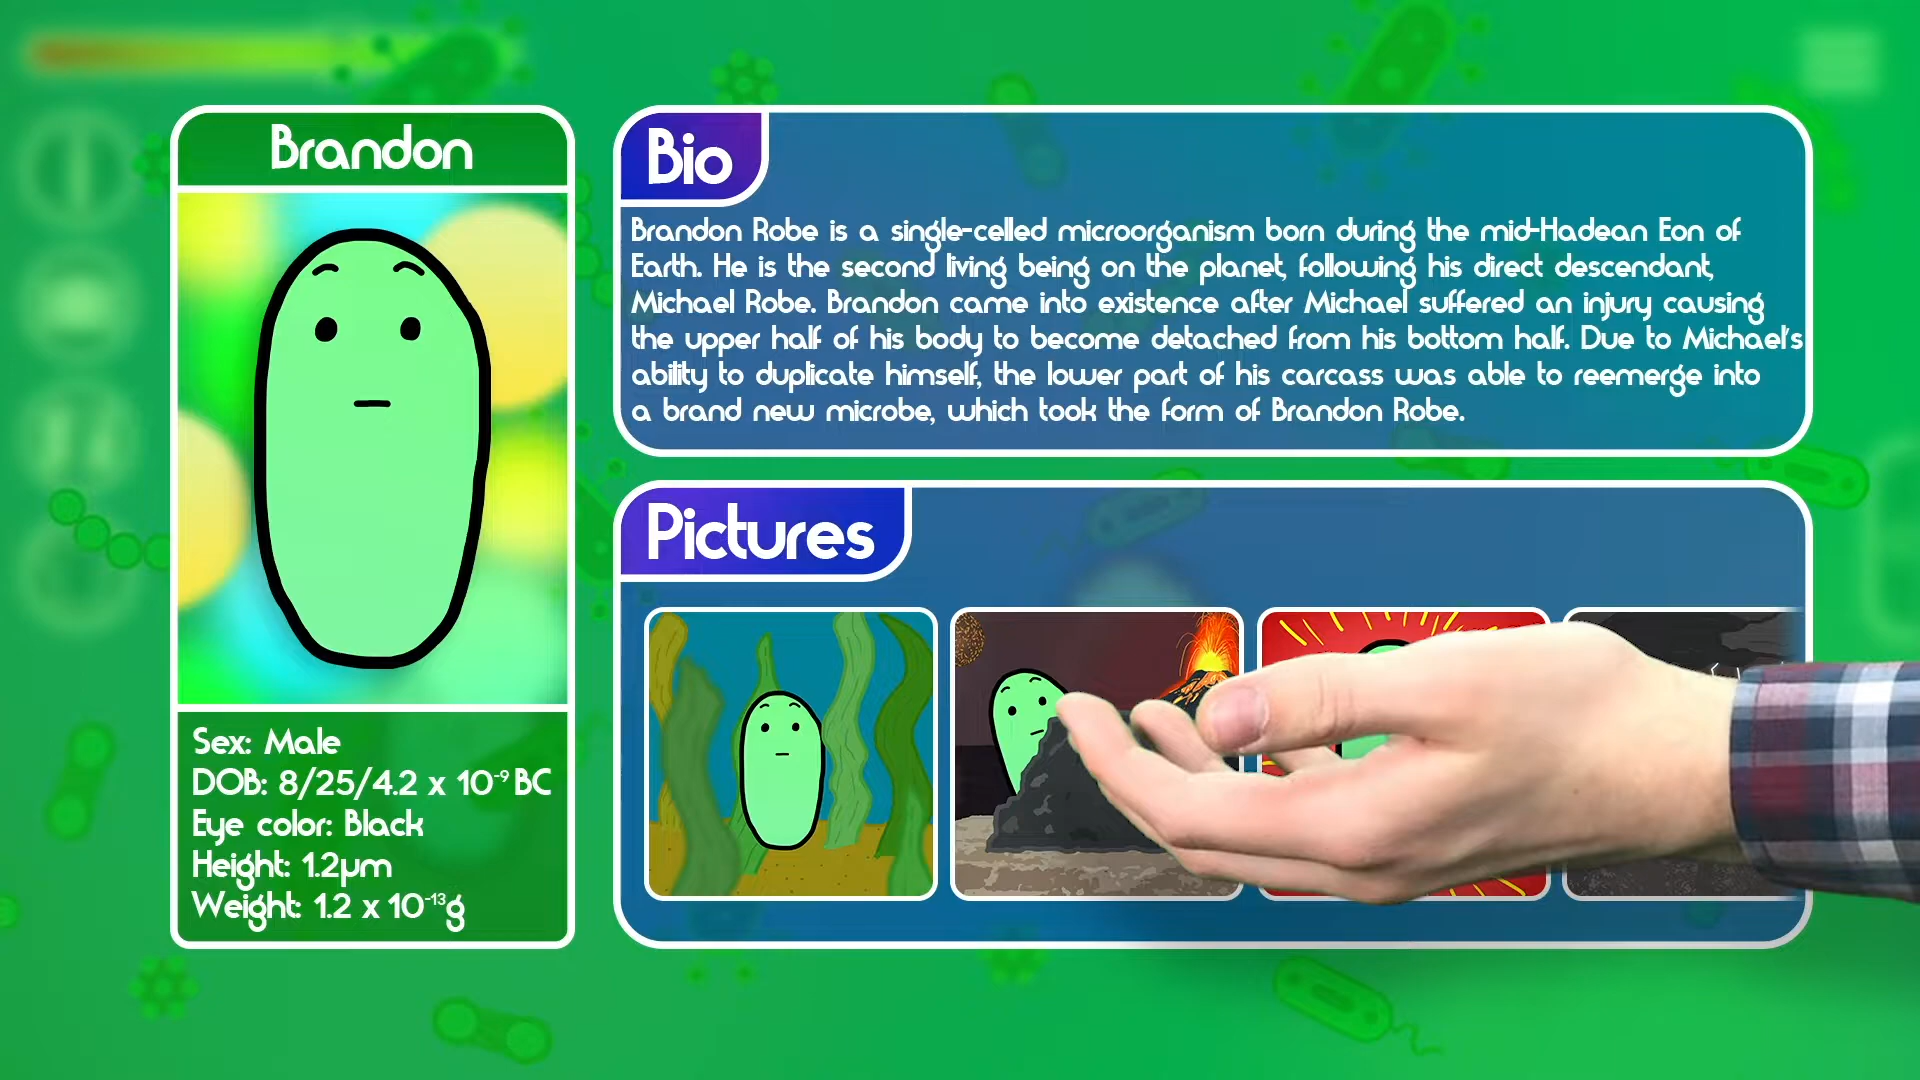 Brandon
Sex: Male
DOB: 8/25/4.2 x 10⁻⁹ BC
Eye color: Black
Height: 1.2µm
Weight: 1.2 x 10⁻¹³g
Bio
Brandon Robe is a single-celled microorganism born during the mid-Hadean Eon of
Earth. He is the second living being on the planet, following his direct descendant,
Michael Robe. Brandon came into existence after Michael suffered an injury causing
the upper half of his body to become detached from his bottom half. Due to Michael's
ability to duplicate himself, the lower part of his carcass was able to reemerge into
a brand new microbe, which took the form of Brandon Robe.
Pictures